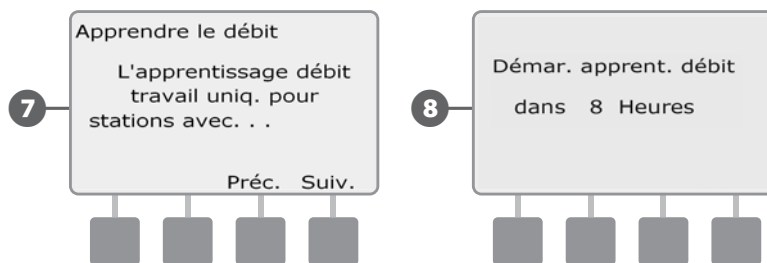 7
Apprendre le débit
L'apprentissage débit
travail uniq. pour
stations avec. . .
Préc. Suiv.
8
Démar. apprent. débit
dans 8 Heures